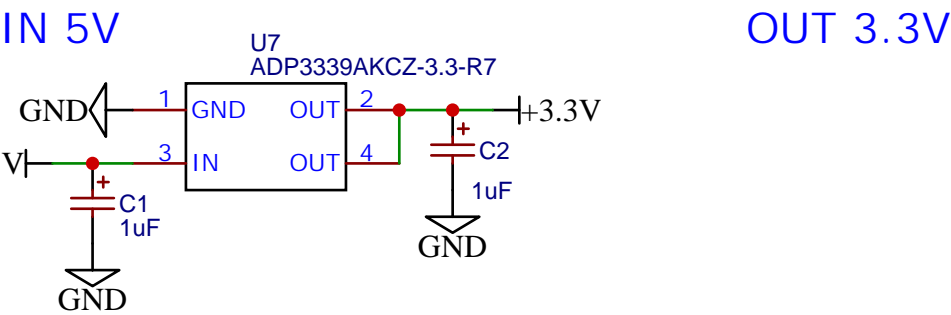 IN 5V
OUT 3.3V
U7
ADP3339AKCZ-3.3-R7
GND
1
GND
OUT
2
+3.3V
V
3
IN
OUT
4
+
C2
1uF
GND
+
C1
1uF
GND